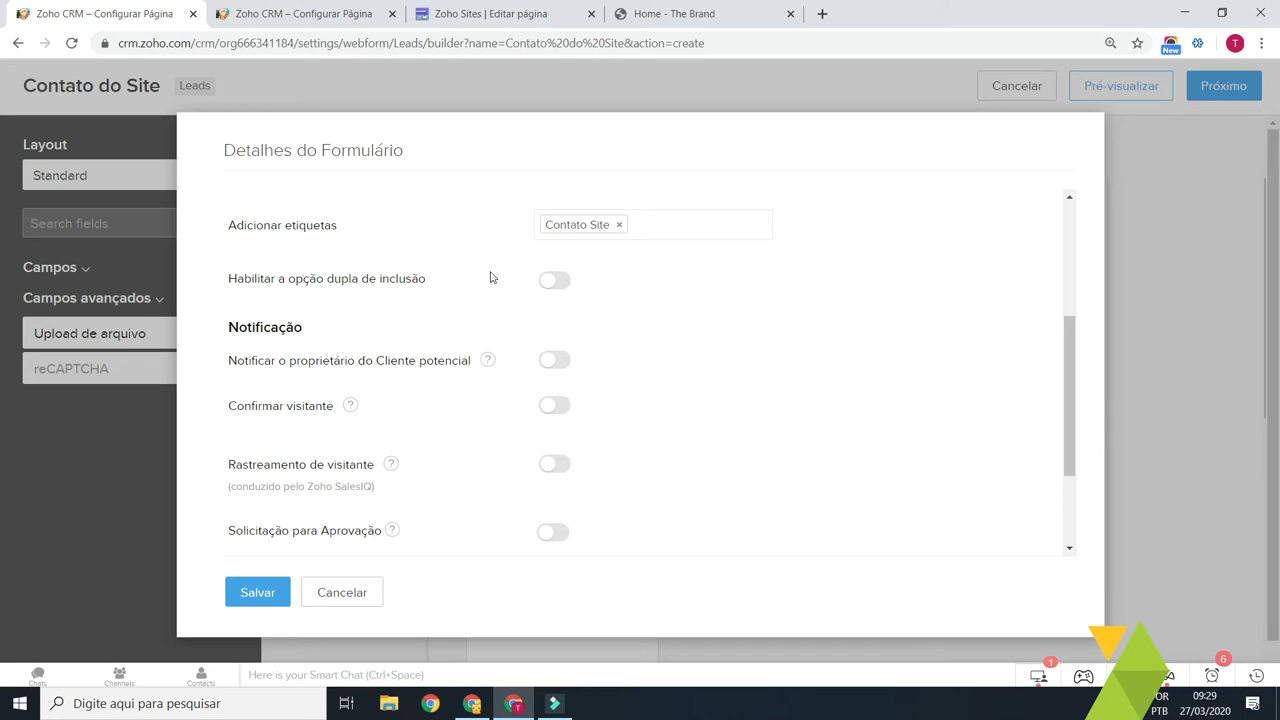 Zoho CRM – Configurar Página
Zoho CRM – Configurar Página
Zoho Sites | Editar página
Home - The Brand
crm.zoho.com/crm/org666341184/settings/webform/Leads/builder?name=Contato%20do%20Site&action=create
New
T
Contato do Site
Leads
Cancelar
Pré-visualizar
Próximo
Layout
Standard
Search fields
Campos
Campos avançados
Upload de arquivo
reCAPTCHA
Detalhes do Formulário
Adicionar etiquetas
Contato Site ×
Habilitar a opção dupla de inclusão
Notificação
Notificar o proprietário do Cliente potencial ?
Confirmar visitante ?
Rastreamento de visitante ?
(conduzido pelo Zoho SalesIQ)
Solicitação para Aprovação ?
Salvar
Cancelar
Chats
Channels
Contacts
Here is your Smart Chat (Ctrl+Space)
1
6
Digite aqui para pesquisar
T
OR
PTB
09:29
27/03/2020